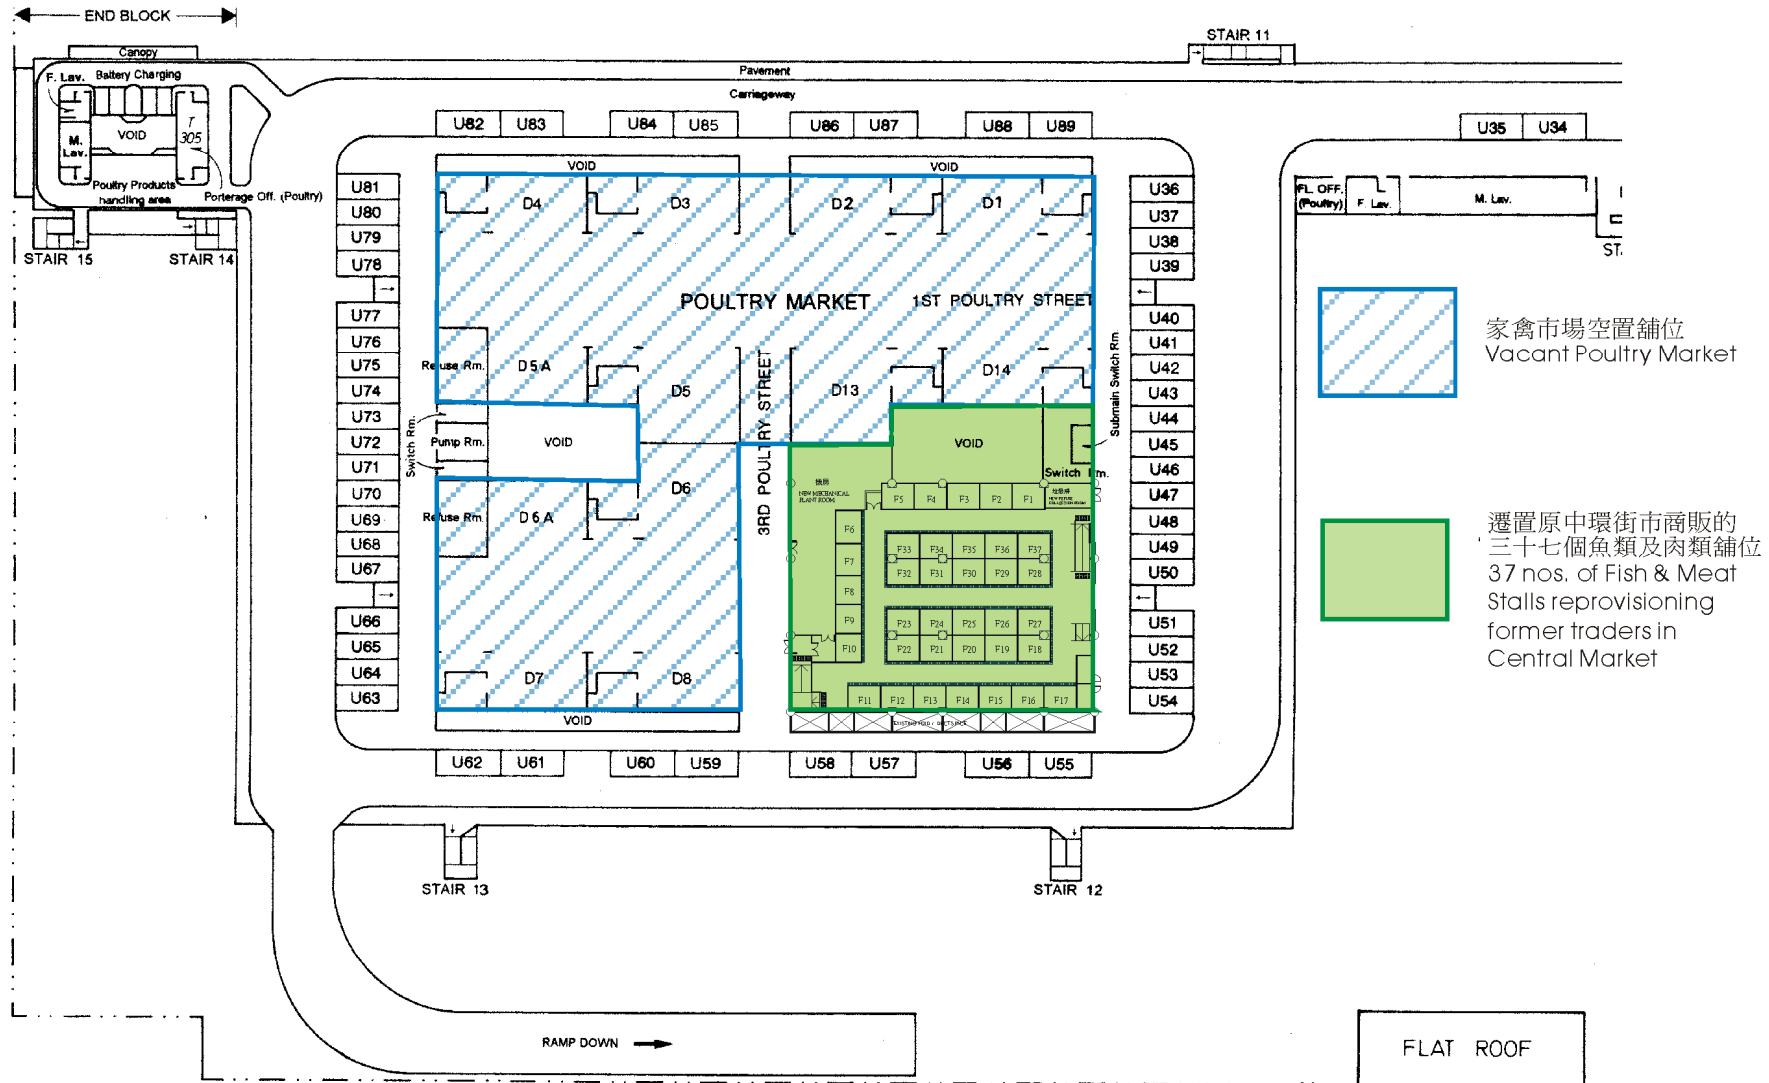 END BLOCK
STAIR 11
Canopy
F. Lav.
Battery Charging
Pavement
Carriageway
VOID
M. Lav.
T 305
Poultry Products
handling area
Porterage Off. (Poultry)
STAIR 15
STAIR 14
U82 U83 U84 U85 U86 U87 U88 U89
U35 U34
VOID
VOID
U81
U80
U79
U78
U77
U76
U75
U74
U73
U72
U71
U70
U69
U68
U67
U66
U65
U64
U63
D4 D3 D2 D1
POULTRY MARKET
1ST POULTRY STREET
3RD POULTRY STREET
Refuse Rm.
D5A
D5
D13
D14
Submain Switch Rm.
Switch Rm.
Pump Rm.
VOID
VOID
Switch Rm.
Refuse Rm.
D6A
D6
D7
D8
VOID
機房
NEW MECHANICAL
PLANT ROOM
F5 F4 F3 F2 F1
F6
F7
F8
F9
F10
F33 F34 F35 F36 F37
F32 F31 F30 F29 F28
F23 F24 F25 F26 F27
F22 F21 F20 F19 F18
F11 F12 F13 F14 F15 F16 F17
U36
U37
U38
U39
U40
U41
U42
U43
U44
U45
U46
U47
U48
U49
U50
U51
U52
U53
U54
U62 U61 U60 U59 U58 U57 U56 U55
FL. OFF.
(Poultry)
F. Lav.
M. Lav.
ST.
家禽市場空置舖位
Vacant Poultry Market
遷置原中環街市商販的
三十七個魚類及肉類舖位
37 nos. of Fish & Meat
Stalls reprovisioning
former traders in
Central Market
STAIR 13
STAIR 12
RAMP DOWN
FLAT ROOF